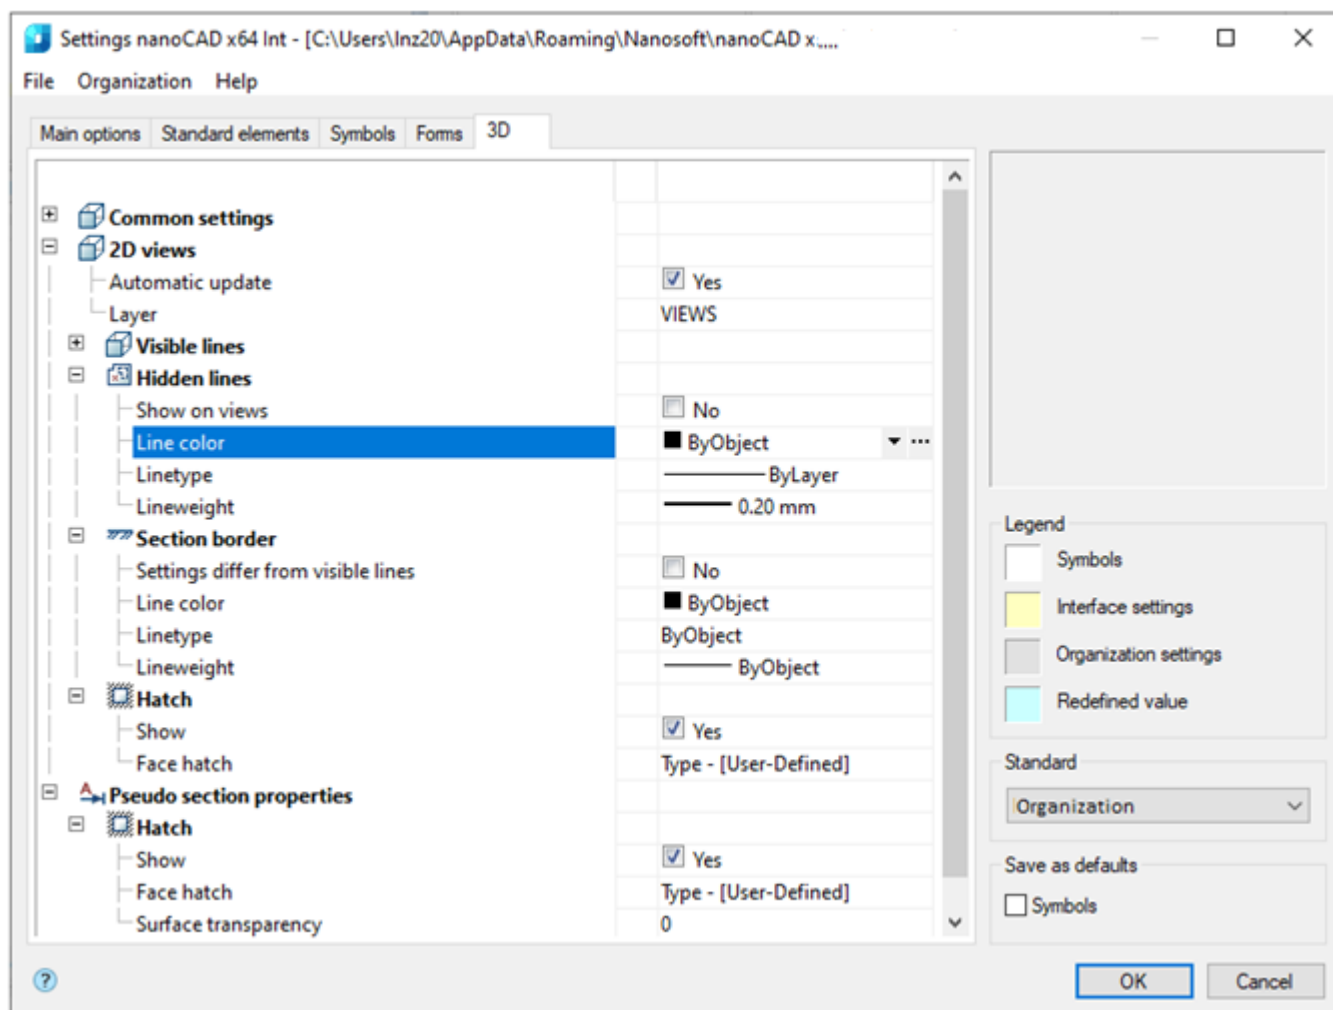 Settings nanoCAD x64 Int - [C:\Users\Inz20\AppData\Roaming\Nanosoft\nanoCAD x:,,,,
File Organization Help
Main options Standard elements Symbols Forms 3D
Common settings
2D views
Automatic update Yes
Layer VIEWS
Visible lines
Hidden lines
Show on views No
Line color ByObject
Linetype ByLayer
Lineweight 0.20 mm
Section border
Settings differ from visible lines No
Line color ByObject
Linetype ByObject
Lineweight ByObject
Hatch
Show Yes
Face hatch Type - [User-Defined]
Pseudo section properties
Hatch
Show Yes
Face hatch Type - [User-Defined]
Surface transparency 0
Legend
Symbols
Interface settings
Organization settings
Redefined value
Standard
Organization
Save as defaults
Symbols
OK Cancel